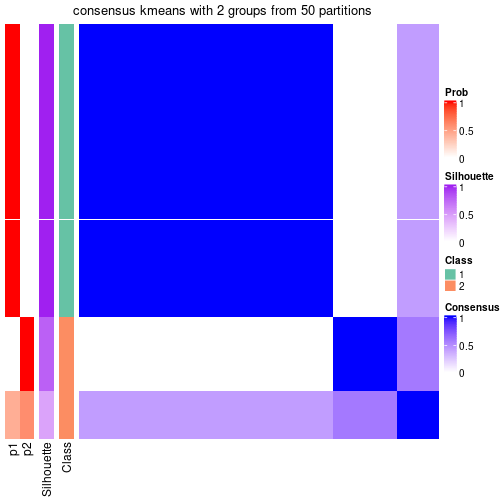 consensus kmeans with 2 groups from 50 partitions
Prob
1
0.5
0
Silhouette
1
0.5
0
Class
1
2
Consensus
1
0.5
0
p1
p2
Silhouette
Class